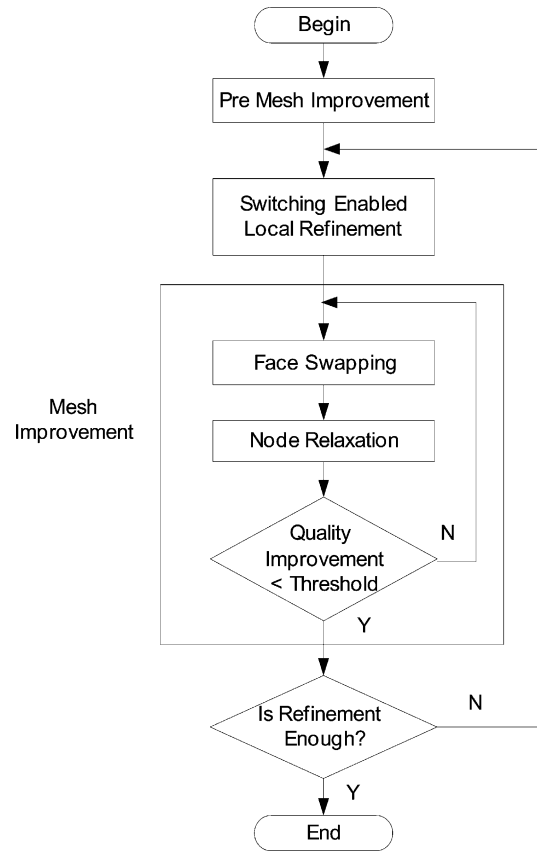 Begin
Pre Mesh Improvement
Switching Enabled
Local Refinement
Face Swapping
Mesh
Improvement
Node Relaxation
Quality
Improvement
< Threshold
N
Y
Is Refinement
Enough?
N
Y
End